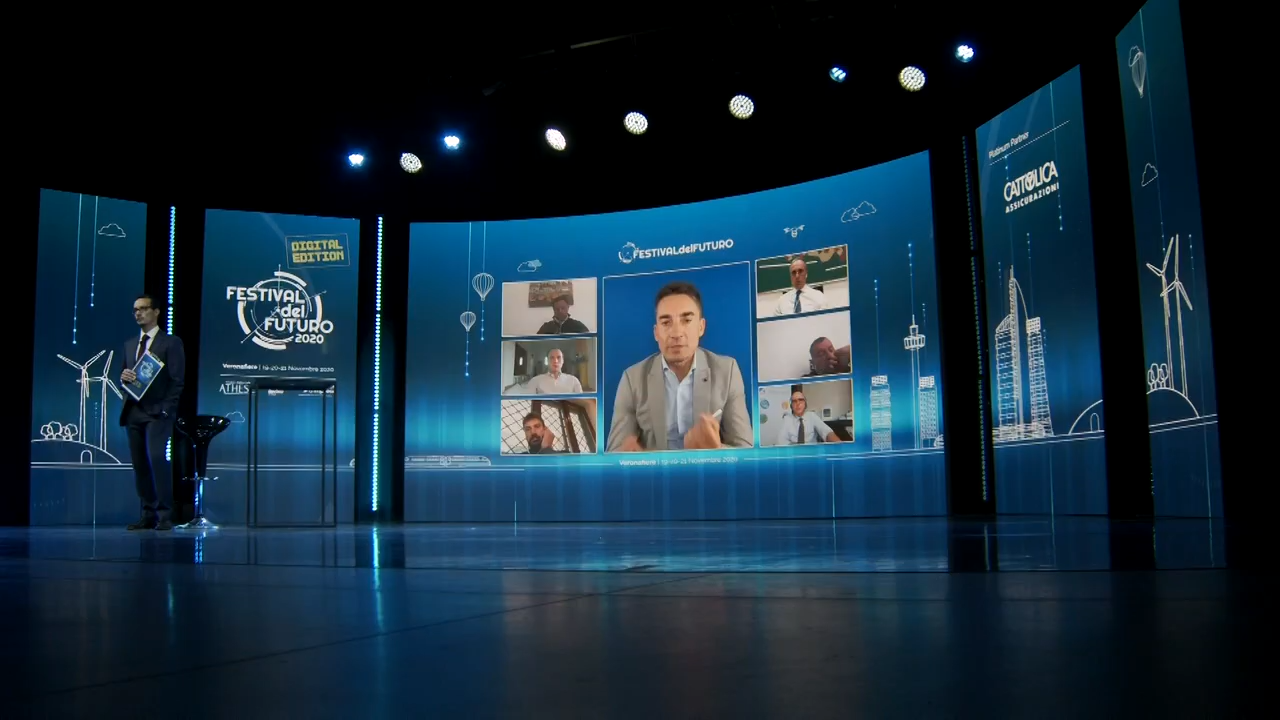 DIGITAL
EDITION
FESTIVAL
del
FUTURO
2020
Veronafiere | 19-20-21 Novembre 2020
ATHESIS
FESTIVALdelFUTURO
Veronafiere | 19-20-21 Novembre 2020
Platinum Partner
CATTOLICA
ASSICURAZIONI